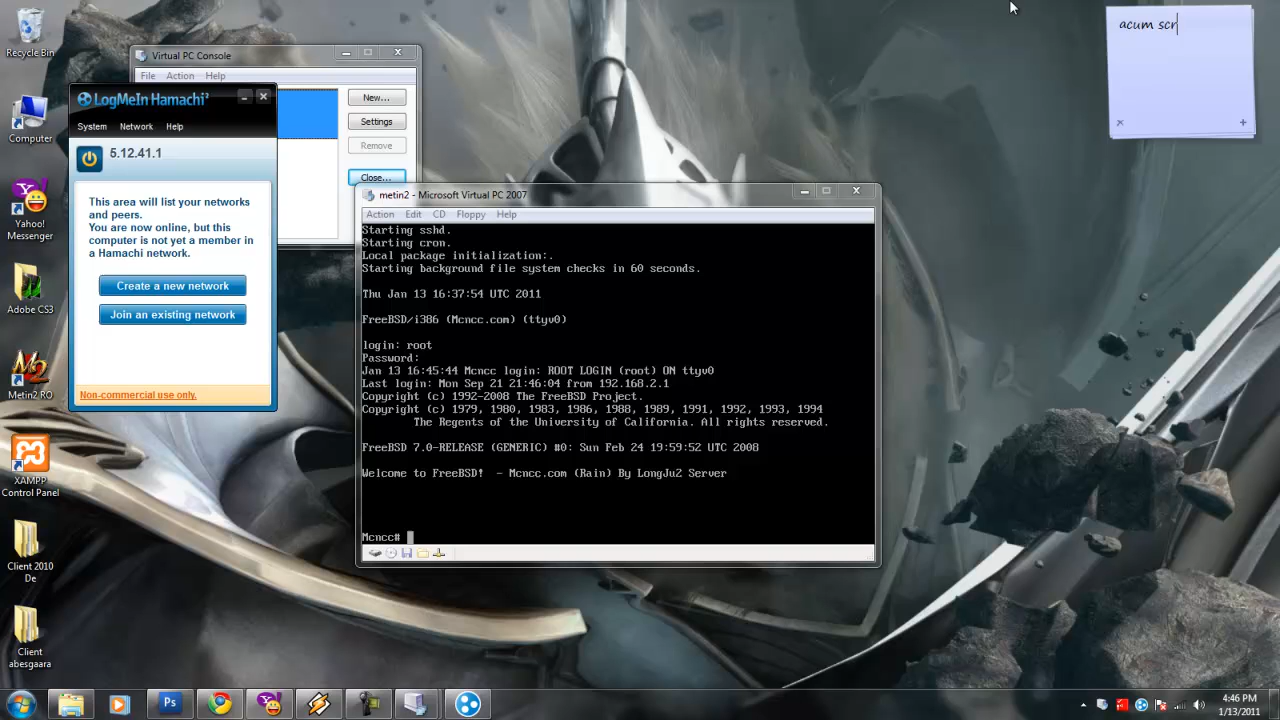 Recycle Bin
Computer
Yahoo!
Messenger
Adobe CS3
Metin2 RO
XAMPP
Control Panel
Client 2010
De
Client
abesgaara
Virtual PC Console
File Action Help
New...
Settings
Remove
Close...
LogMeIn Hamachi²
System Network Help
5.12.41.1
This area will list your networks
and peers.
You are now online, but this
computer is not yet a member in
a Hamachi network.
Create a new network
Join an existing network
Non-commercial use only.
metin2 - Microsoft Virtual PC 2007
Action Edit CD Floppy Help
Starting sshd.
Starting cron.
Local package initialization:.
Starting background file system checks in 60 seconds.
Thu Jan 13 16:37:54 UTC 2011
FreeBSD/i386 (Mcncc.com) (ttyv0)
login: root
Password:
Jan 13 16:45:44 Mcncc login: ROOT LOGIN (root) ON ttyv0
Last login: Mon Sep 21 21:46:04 from 192.168.2.1
Copyright (c) 1992-2008 The FreeBSD Project.
Copyright (c) 1979, 1980, 1983, 1986, 1988, 1989, 1991, 1992, 1993, 1994
The Regents of the University of California. All rights reserved.
FreeBSD 7.0-RELEASE (GENERIC) #0: Sun Feb 24 19:59:52 UTC 2008
Welcome to FreeBSD! - Mcncc.com (Rain) By LongJuZ Server
Mcncc#
acum scr
Ps
4:46 PM
1/13/2011